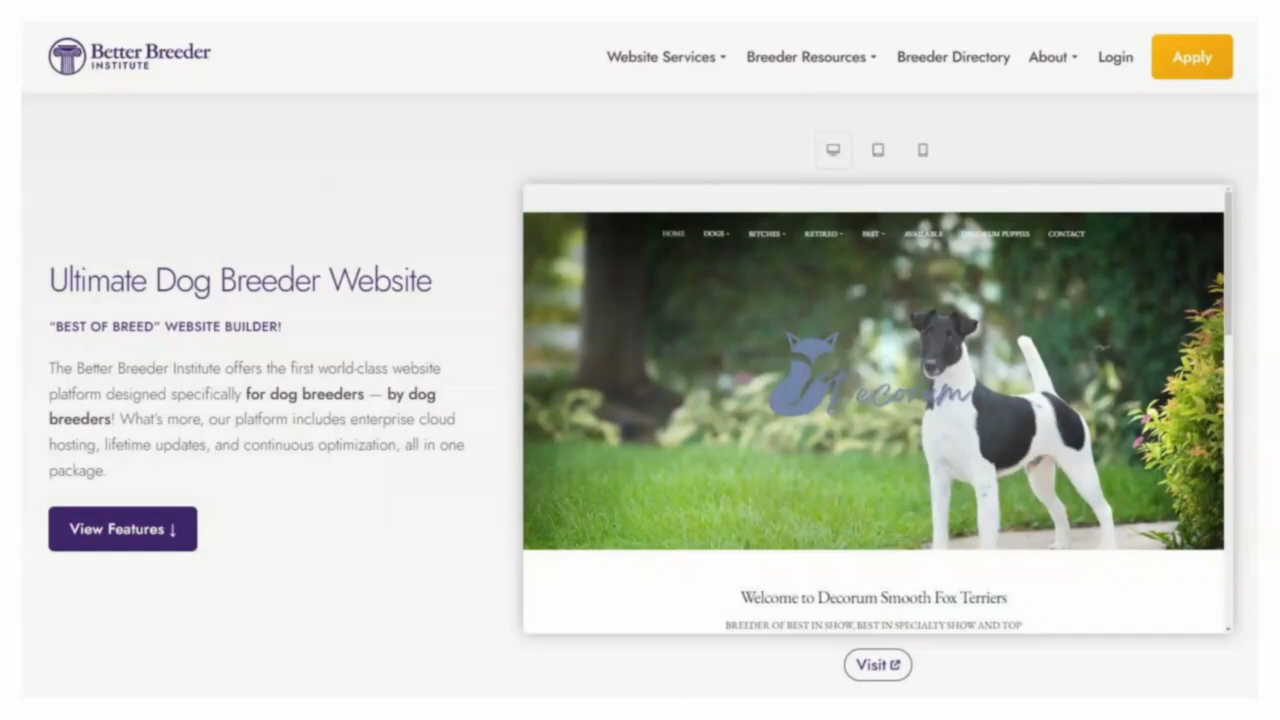 Better Breeder
INSTITUTE
Website Services
Breeder Resources
Breeder Directory
About
Login
Apply
Ultimate Dog Breeder Website
"BEST OF BREED" WEBSITE BUILDER!
The Better Breeder Institute offers the first world-class website
platform designed specifically for dog breeders — by dog
breeders! What's more, our platform includes enterprise cloud
hosting, lifetime updates, and continuous optimization, all in one
package.
View Features ↓
HOME
DOGS
BITCHES
RETIRED
PAST
AVAILABLE
DECORUM PUPPIES
CONTACT
Decorum
Welcome to Decorum Smooth Fox Terriers
BREEDER OF BEST IN SHOW, BEST IN SPECIALTY SHOW AND TOP
Visit